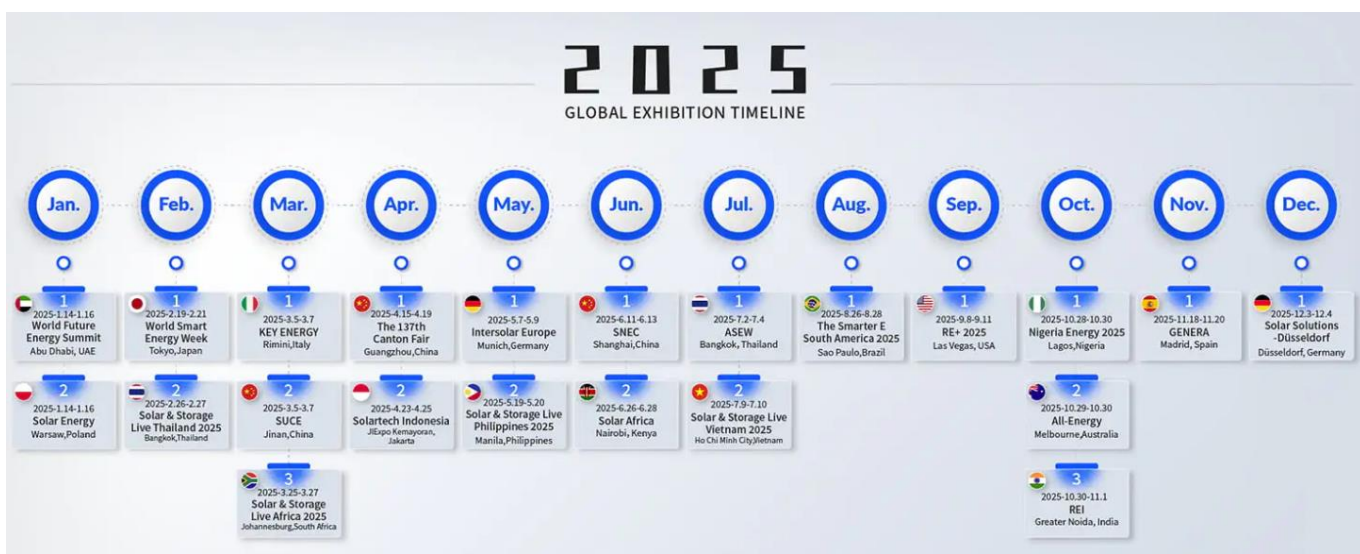 2025
GLOBAL EXHIBITION TIMELINE
Jan.
Feb.
Mar.
Apr.
May.
Jun.
Jul.
Aug.
Sep.
Oct.
Nov.
Dec.
1
2025-1.14-1.16
World Future
Energy Summit
Abu Dhabi, UAE
1
2025-2.19-2.21
World Smart
Energy Week
Tokyo,Japan
1
2025-3.5-3.7
KEY ENERGY
Rimini,Italy
1
2025-4.15-4.19
The 137th
Canton Fair
Guangzhou,China
1
2025-5.7-5.9
Intersolar Europe
Munich,Germany
1
2025-6.11-6.13
SNEC
Shanghai,China
1
2025-7.2-7.4
ASEW
Bangkok, Thailand
1
2025-8.26-8.28
The Smarter E
South America 2025
Sao Paulo,Brazil
1
2025-9.8-9.11
RE+ 2025
Las Vegas, USA
1
2025-10.28-10.30
Nigeria Energy 2025
Lagos,Nigeria
1
2025-11.18-11.20
GENERA
Madrid, Spain
1
2025-12.3-12.4
Solar Solutions
-Düsseldorf
Düsseldorf, Germany
2
2025-1.14-1.16
Solar Energy
Warsaw,Poland
2
2025-2.26-2.27
Solar & Storage
Live Thailand 2025
Bangkok,Thailand
2
2025-3.5-3.7
SUCE
Jinan,China
2
2025-4.23-4.25
Solartech Indonesia
JIExpo Kemayoran,
Jakarta
2
2025-5.19-5.20
Solar & Storage Live
Philippines 2025
Manila,Philippines
2
2025-6.26-6.28
Solar Africa
Nairobi, Kenya
2
2025-7.9-7.10
Solar & Storage Live
Vietnam 2025
Ho Chi Minh City,Vietnam
2
2025-10.29-10.30
All-Energy
Melbourne,Australia
3
2025-3.25-3.27
Solar & Storage
Live Africa 2025
Johannesburg,South Africa
3
2025-10.30-11.1
REI
Greater Noida, India